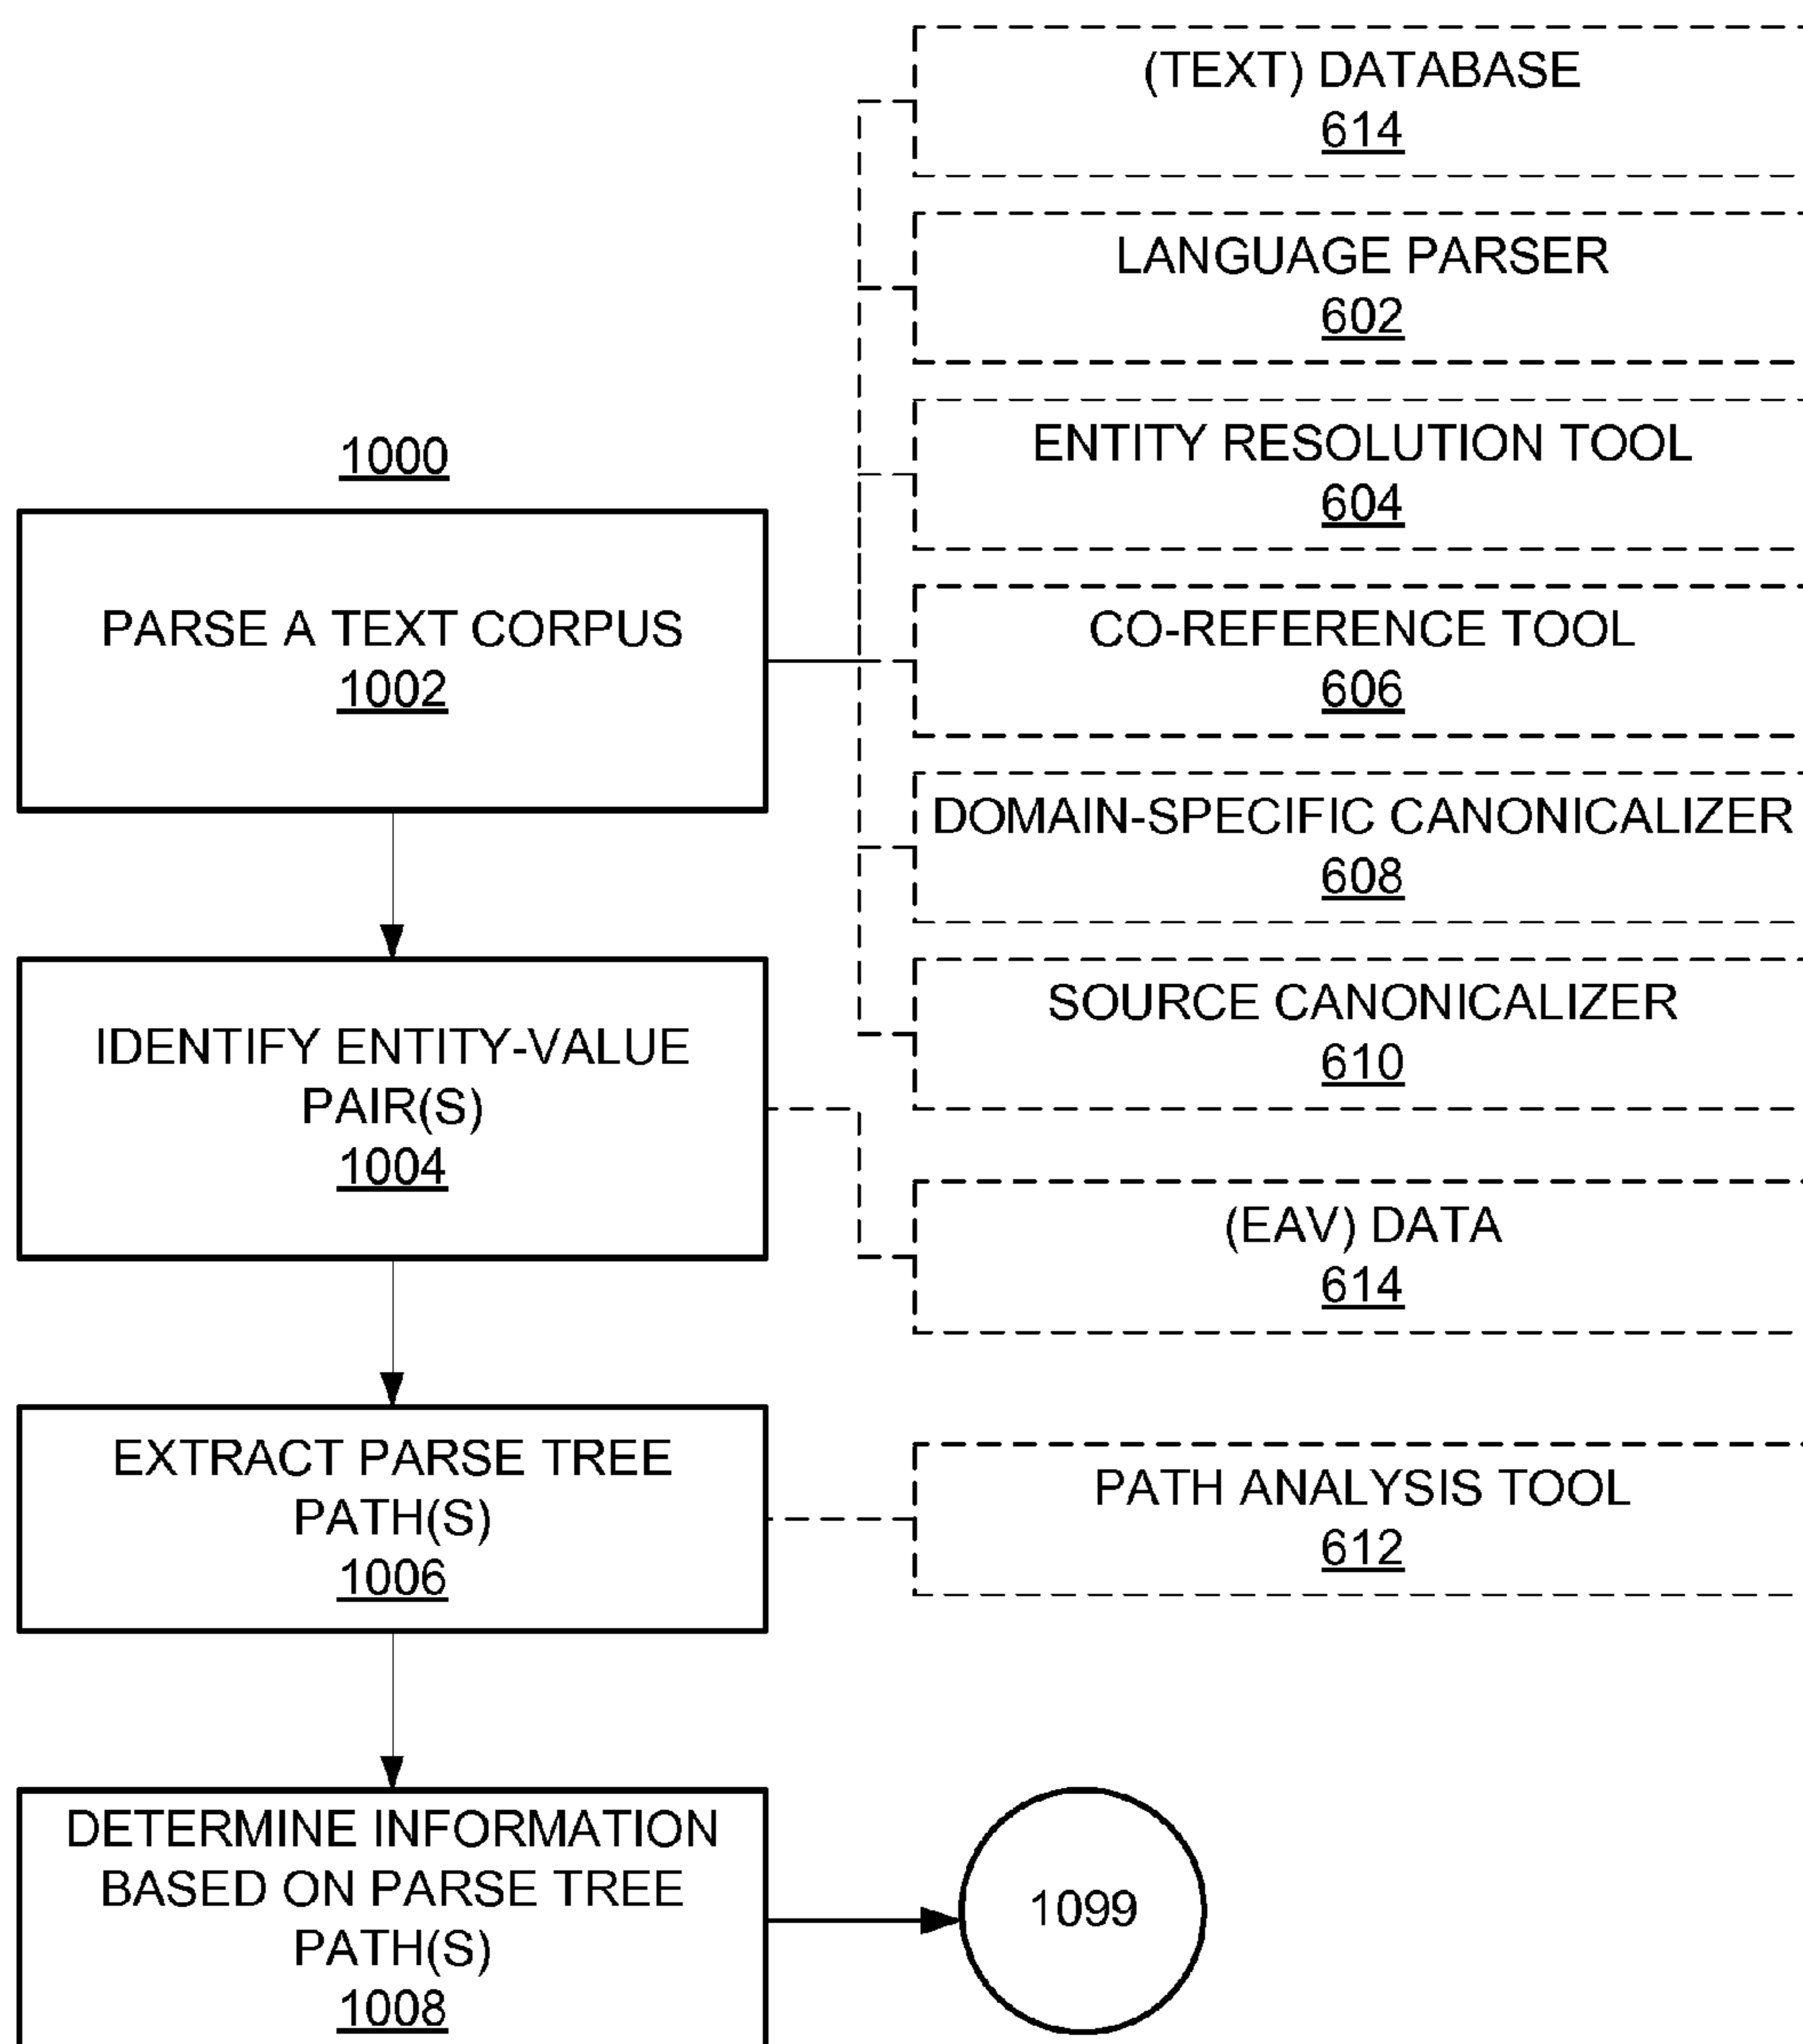 1000
PARSE A TEXT CORPUS
1002
IDENTIFY ENTITY-VALUE
PAIR(S)
1004
EXTRACT PARSE TREE
PATH(S)
1006
DETERMINE INFORMATION
BASED ON PARSE TREE
PATH(S)
1008
(TEXT) DATABASE
614
LANGUAGE PARSER
602
ENTITY RESOLUTION TOOL
604
CO-REFERENCE TOOL
606
DOMAIN-SPECIFIC CANONICALIZER
608
SOURCE CANONICALIZER
610
(EAV) DATA
614
PATH ANALYSIS TOOL
612
1099